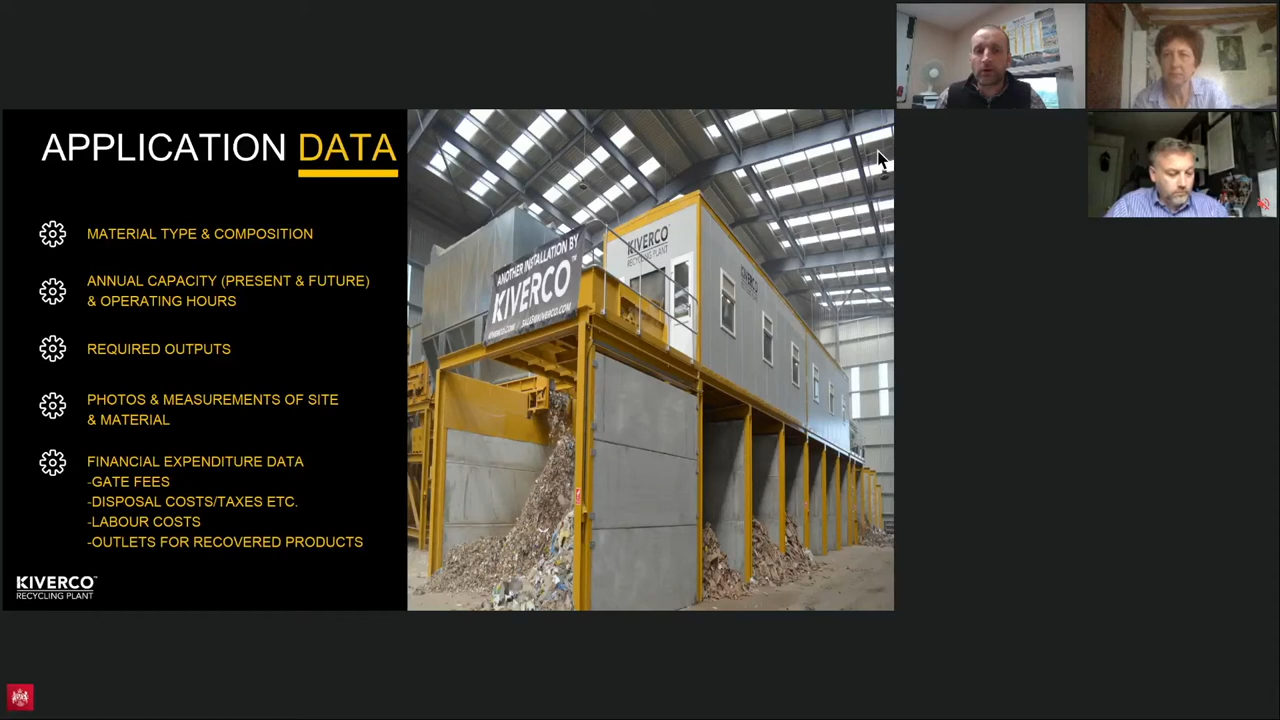 APPLICATION DATA
MATERIAL TYPE & COMPOSITION
ANNUAL CAPACITY (PRESENT & FUTURE)
& OPERATING HOURS
REQUIRED OUTPUTS
PHOTOS & MEASUREMENTS OF SITE
& MATERIAL
FINANCIAL EXPENDITURE DATA
-GATE FEES
-DISPOSAL COSTS/TAXES ETC.
-LABOUR COSTS
-OUTLETS FOR RECOVERED PRODUCTS
KIVERCO™
RECYCLING PLANT
ANOTHER INSTALLATION BY
KIVERCO™
KIVERCO
RECYCLING PLANT
KIVERCO